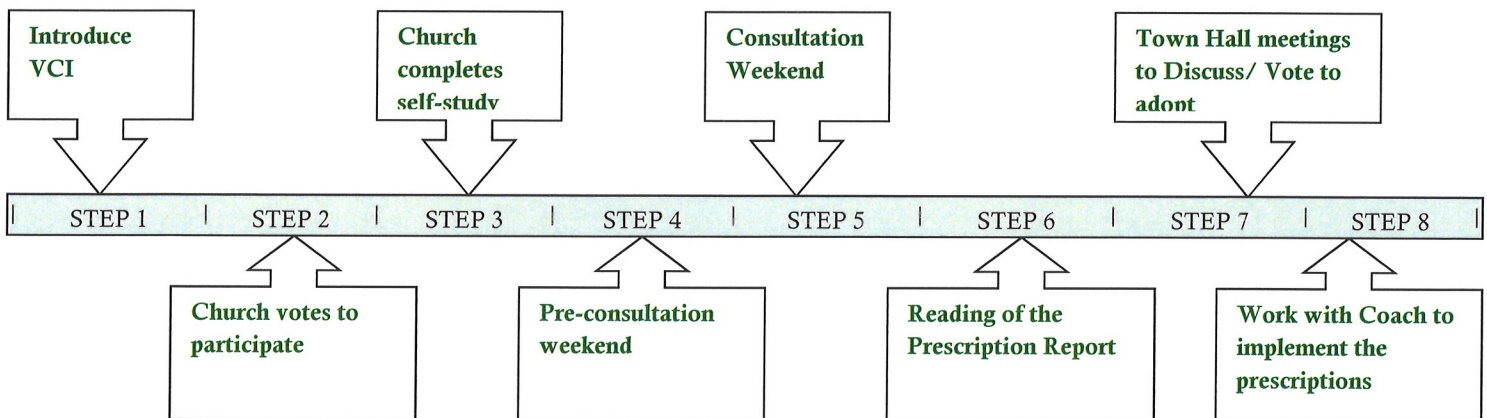 Introduce
VCI
Church
completes
self-study
Consultation
Weekend
Town Hall meetings
to Discuss/ Vote to
adopt
| STEP 1 | STEP 2 | STEP 3 | STEP 4 | STEP 5 | STEP 6 | STEP 7 | STEP 8 |
Church votes to
participate
Pre-consultation
weekend
Reading of the
Prescription Report
Work with Coach to
implement the
prescriptions